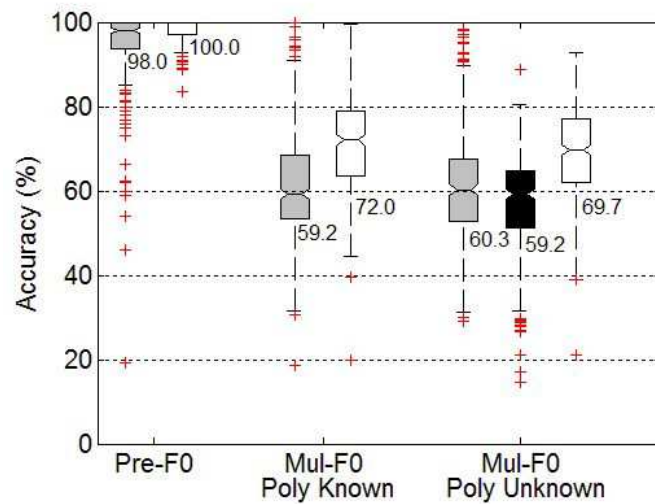 Accuracy (%)
100
80
60
40
20
0
98.0
100.0
59.2
72.0
60.3
59.2
69.7
Pre-F0
Mul-F0
Poly Known
Mul-F0
Poly Unknown